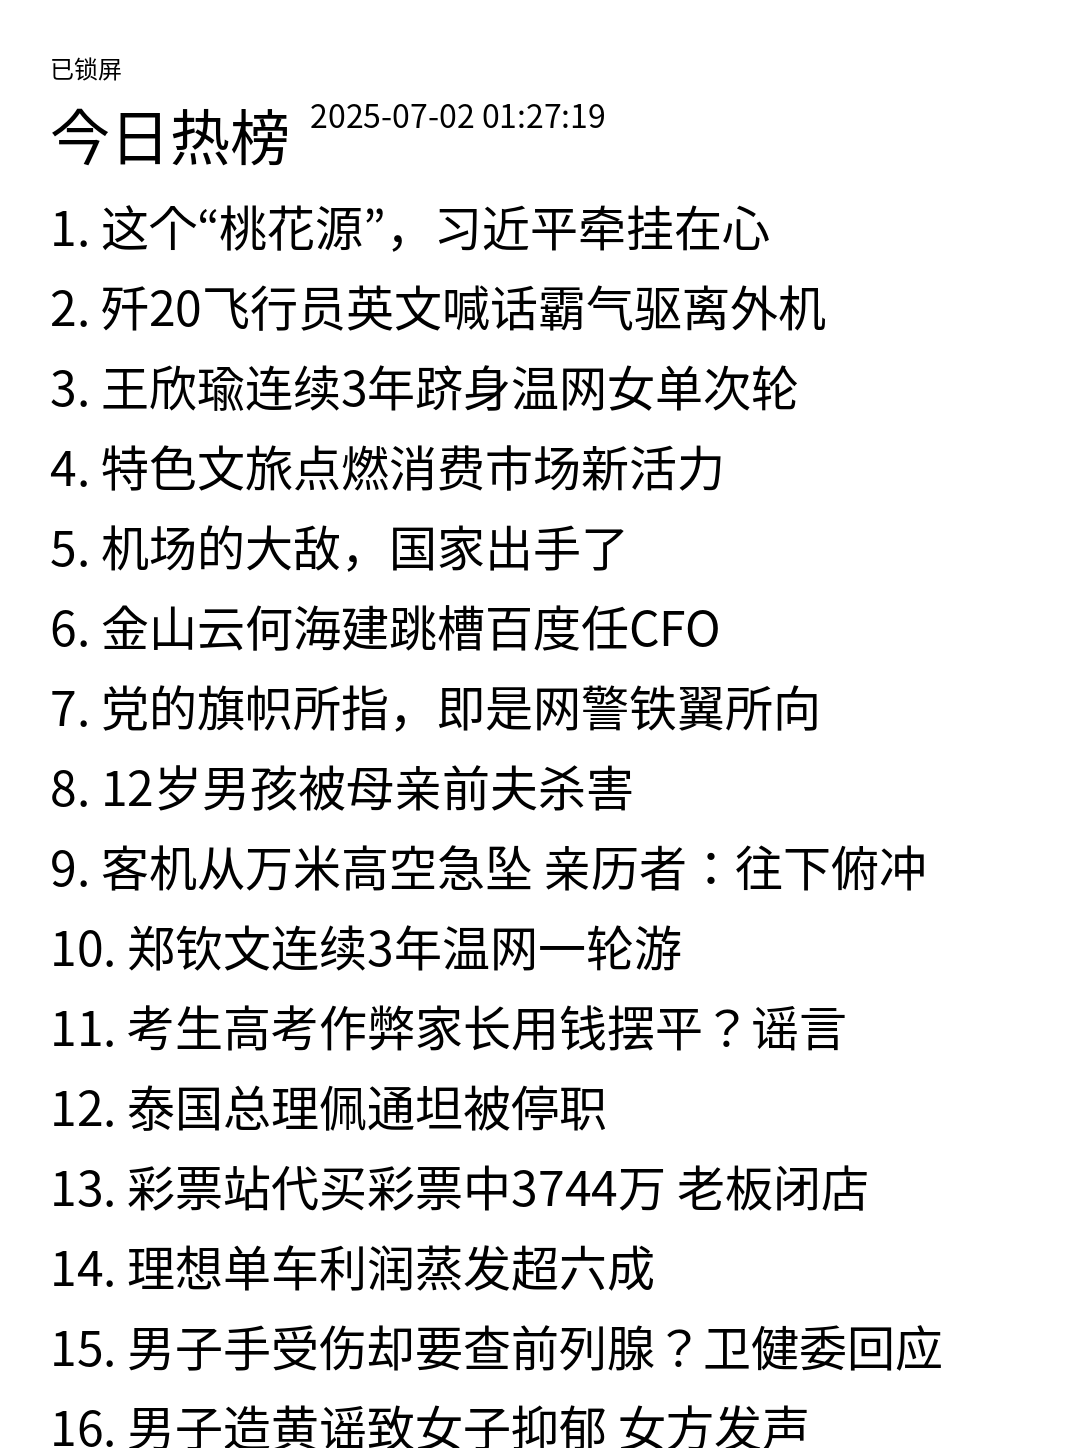 已锁屏
今日热榜 2025-07-02 01:27:19
1. 这个“桃花源”，习近平牵挂在心
2. 歼20飞行员英文喊话霸气驱离外机
3. 王欣瑜连续3年跻身温网女单次轮
4. 特色文旅点燃消费市场新活力
5. 机场的大敌，国家出手了
6. 金山云何海建跳槽百度任CFO
7. 党的旗帜所指，即是网警铁翼所向
8. 12岁男孩被母亲前夫杀害
9. 客机从万米高空急坠 亲历者：往下俯冲
10. 郑钦文连续3年温网一轮游
11. 考生高考作弊家长用钱摆平？谣言
12. 泰国总理佩通坦被停职
13. 彩票站代买彩票中3744万 老板闭店
14. 理想单车利润蒸发超六成
15. 男子手受伤却要查前列腺？卫健委回应
16. 男子造黄谣致女子抑郁 女方发声